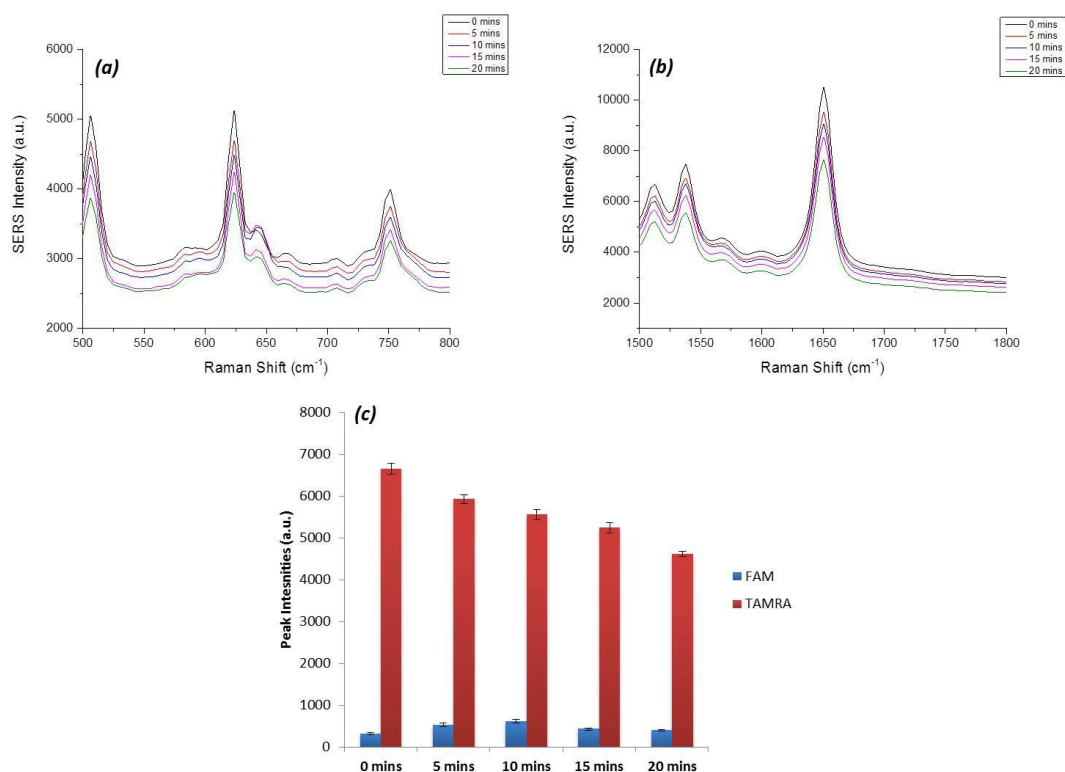 0 mins
5 mins
10 mins
15 mins
20 mins
(a)
6000
5000
4000
3000
2000
SERS Intensity (a.u.)
500 550 600 650 700 750 800
Raman Shift (cm-1)
0 mins
5 mins
10 mins
15 mins
20 mins
(b)
12000
10000
8000
6000
4000
2000
SERS Intensity (a.u.)
1500 1550 1600 1650 1700 1750 1800
Raman Shift (cm-1)
(c)
8000
7000
6000
5000
4000
3000
2000
1000
0
Peak Intesnities (a.u.)
0 mins 5 mins 10 mins 15 mins 20 mins
FAM
TAMRA